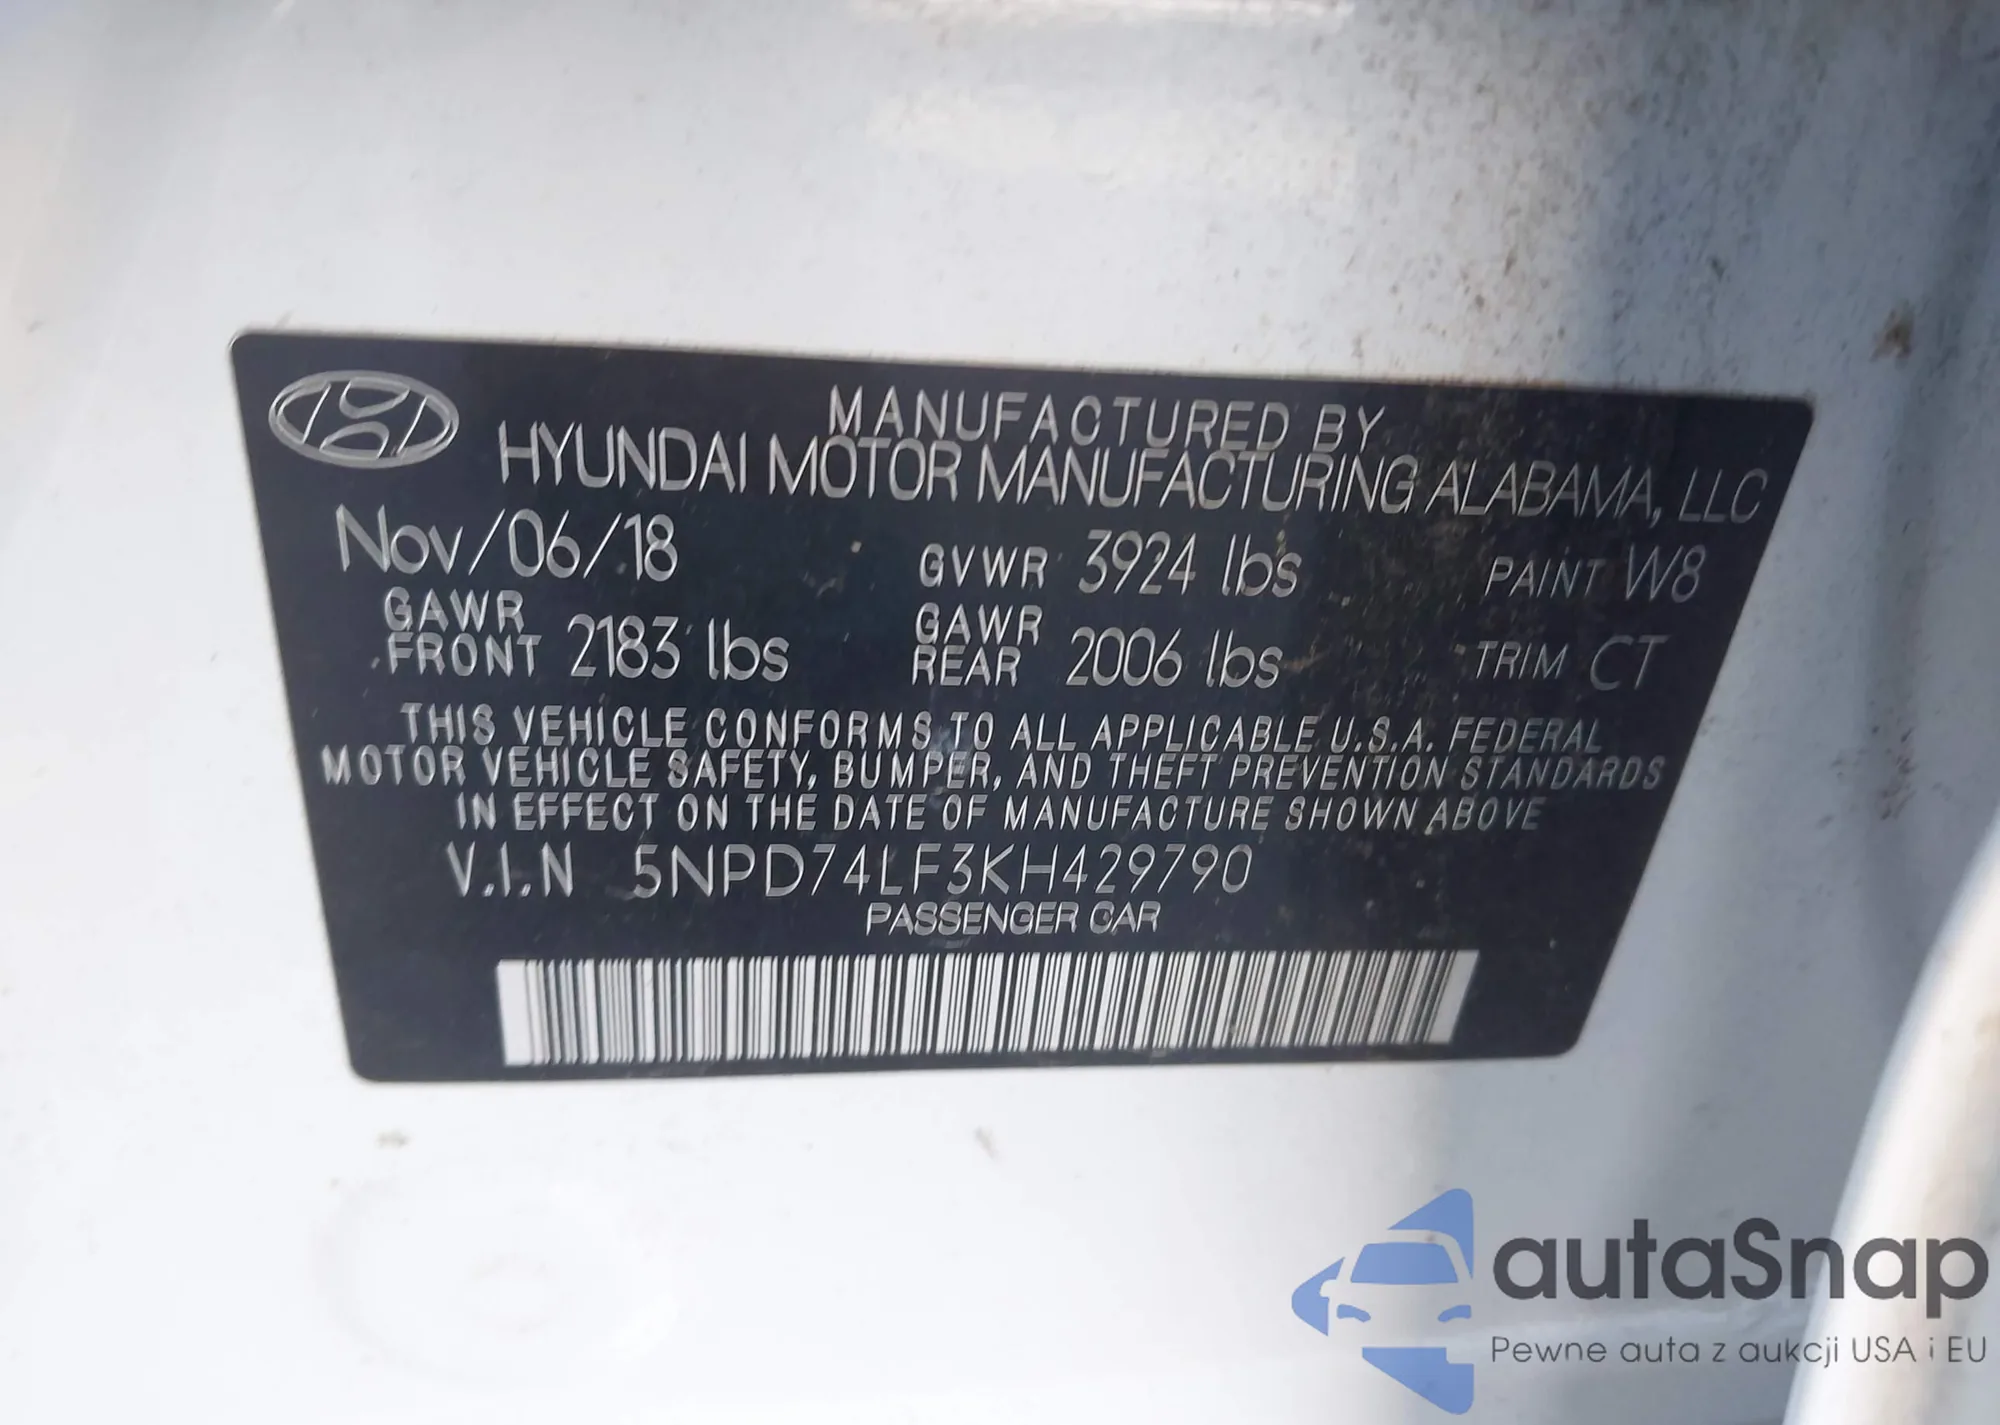 MANUFACTURED BY
HYUNDAI MOTOR MANUFACTURING ALABAMA, LLC
Nov/06/18 GVWR 3924 lbs PAINT W8
GAWR FRONT 2183 lbs GAWR REAR 2006 lbs TRIM CT
THIS VEHICLE CONFORMS TO ALL APPLICABLE U.S.A. FEDERAL
MOTOR VEHICLE SAFETY, BUMPER, AND THEFT PREVENTION STANDARDS
IN EFFECT ON THE DATE OF MANUFACTURE SHOWN ABOVE
V.I.N 5NPD74LF3KH429790
PASSENGER CAR
autaSnap
Pewne auta z aukcji USA i EU